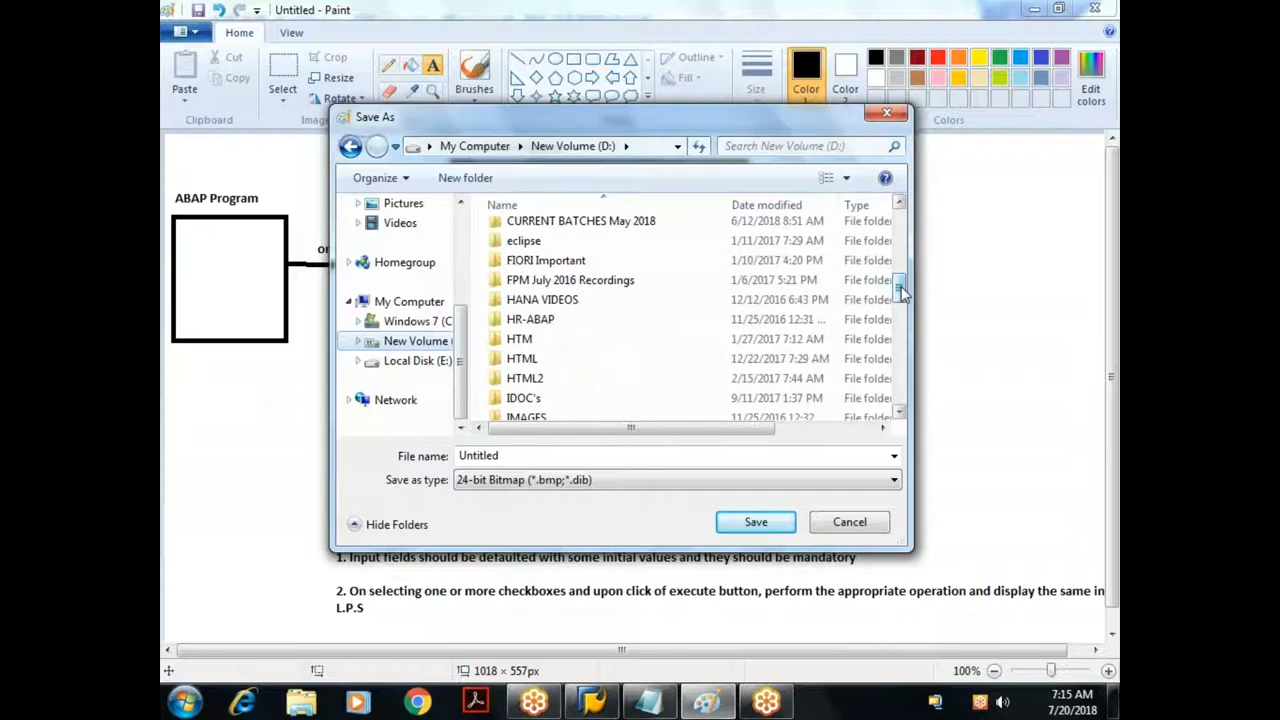 Untitled - Paint
Home View
Paste
Cut
Copy
Clipboard
Select
Crop
Resize
Rotate
Brushes
Outline
Fill
Size
Color
1
Color
2
Edit
colors
Colors
Save As
My Computer New Volume (D:)
Search New Volume (D:)
Organize New folder
Pictures
Videos
Homegroup
My Computer
Windows 7 (C
New Volume (
Local Disk (E:)
Network
Name Date modified Type
CURRENT BATCHES May 2018 6/12/2018 8:51 AM File folder
eclipse 1/11/2017 7:29 AM File folder
FIORI Important 1/10/2017 4:20 PM File folder
FPM July 2016 Recordings 1/6/2017 5:21 PM File folder
HANA VIDEOS 12/12/2016 6:43 PM File folder
HR-ABAP 11/25/2016 12:31 ... File folder
HTM 1/27/2017 7:12 AM File folder
HTML 12/22/2017 7:29 AM File folder
HTML2 2/15/2017 7:44 AM File folder
IDOC's 9/11/2017 1:37 PM File folder
IMAGES 11/25/2016 12:32 File folder
File name: Untitled
Save as type: 24-bit Bitmap (*.bmp;*.dib)
Hide Folders Save Cancel
ABAP Program
1. Input fields should be defaulted with some initial values and they should be mandatory
2. On selecting one or more checkboxes and upon click of execute button, perform the appropriate operation and display the same in
L.P.S
1018 × 557px 100%
7:15 AM
7/20/2018